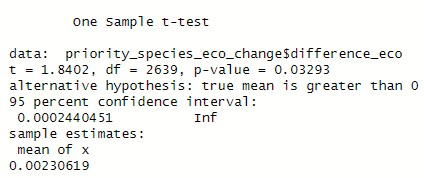 One Sample t-test
data: priority_species_eco_change$difference_eco
t = 1.8402, df = 2639, p-value = 0.03293
alternative hypothesis: true mean is greater than 0
95 percent confidence interval:
0.0002440451 Inf
sample estimates:
mean of x
0.00230619